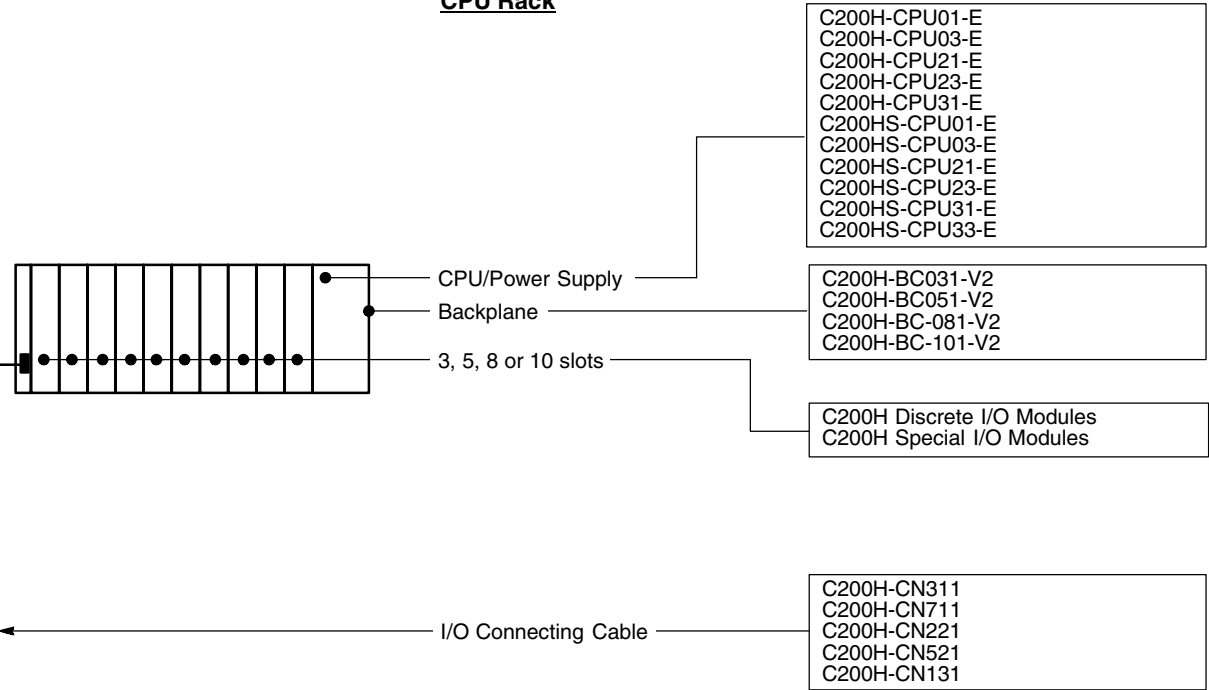 CPU Rack
C200H-CPU01-E
C200H-CPU03-E
C200H-CPU21-E
C200H-CPU23-E
C200H-CPU31-E
C200HS-CPU01-E
C200HS-CPU03-E
C200HS-CPU21-E
C200HS-CPU23-E
C200HS-CPU31-E
C200HS-CPU33-E
CPU/Power Supply
Backplane
3, 5, 8 or 10 slots
C200H-BC031-V2
C200H-BC051-V2
C200H-BC-081-V2
C200H-BC-101-V2
C200H Discrete I/O Modules
C200H Special I/O Modules
I/O Connecting Cable
C200H-CN311
C200H-CN711
C200H-CN221
C200H-CN521
C200H-CN131